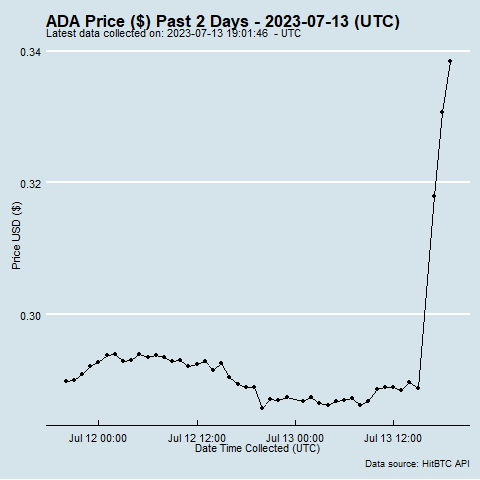 ADA Price ($) Past 2 Days - 2023-07-13 (UTC)
Latest data collected on: 2023-07-13 19:01:46 - UTC
0.34
0.32
0.30
Price USD ($)
Jul 12 00:00 Jul 12 12:00 Jul 13 00:00 Jul 13 12:00
Date Time Collected (UTC)
Data source: HitBTC API